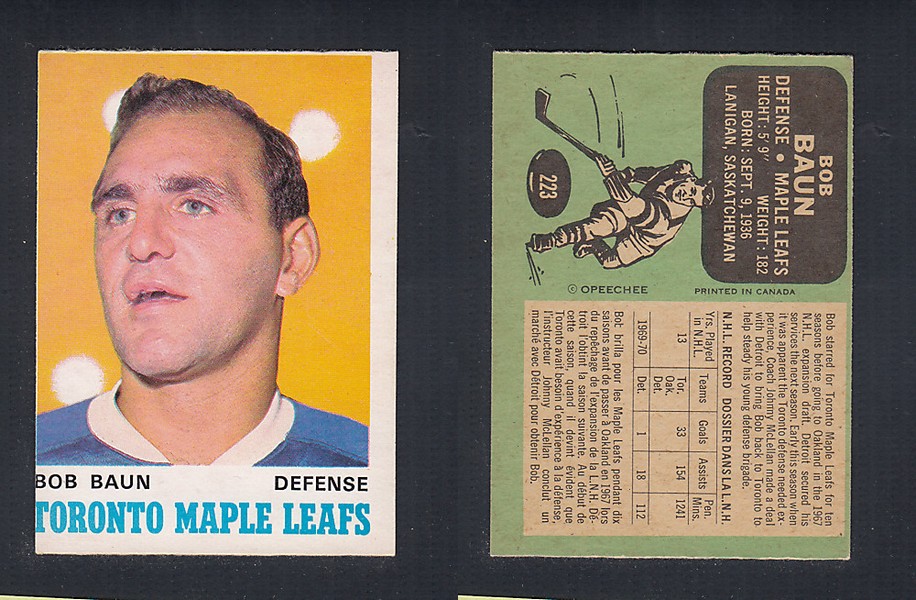 BOB BAUN DEFENSE
TORONTO MAPLE LEAFS
BOB
BAUN
DEFENSE • MAPLE LEAFS
HEIGHT: 5'9" WEIGHT: 182
BORN: SEPT. 9, 1936
LANIGAN, SASKATCHEWAN
223
© OPEECHEE PRINTED IN CANADA
Bob starred for Toronto Maple Leafs for ten
seasons before going to Oakland in the 1967
N.H.L. expansion draft. Detroit secured his
services the next season. Early this season when
it was apparent the Toronto defense needed ex-
perience, Coach Johnny McLellan made a deal
with Detroit to bring Bob back to Toronto to
help steady his young defense brigade.
N.H.L. RECORD DOSSIER DANS LA L.N.H.
Yrs. Played Teams Goals Assists Pen.
in N.H.L. Mins.
13 Tor. 33 154 1241
Oak.
Det.
1969-70 Det. 1 18 112
Bob brilla pour les Maple Leafs pendant dix
saisons avant de passer à Oakland en 1967 lors
du repêchage de l'expansion de la L.N.H. Dé-
troit l'obtint la saison suivante. Au début de
cette saison, quand il devint évident que
Toronto avait besoin d'expérience à la défense,
l'instructeur Johnny McLellan conclut un
marché avec Détroit pour obtenir Bob.